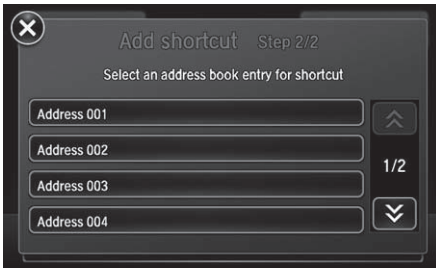 Add shortcut Step 2/2
Select an address book entry for shortcut
Address 001
Address 002
1/2
Address 003
Address 004